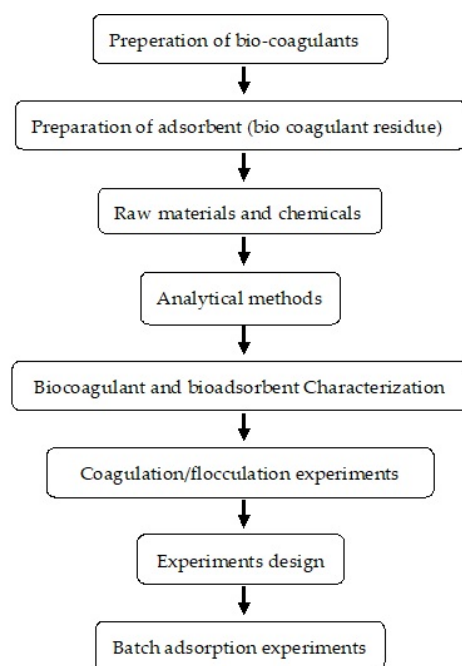 Preperation of bio-coagulants
Preparation of adsorbent (bio coagulant residue)
Raw materials and chemicals
Analytical methods
Biocoagulant and bioadsorbent Characterization
Coagulation/flocculation experiments
Experiments design
Batch adsorption experiments